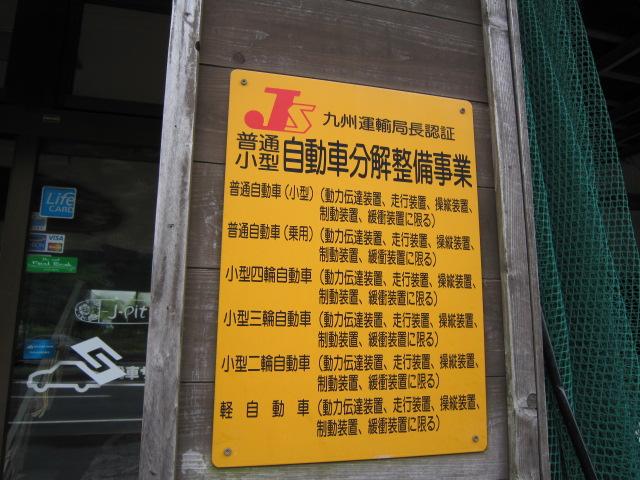 JS 九州運輸局長認証
普通
小型 自動車分解整備事業
普通自動車(小型)(動力伝達装置、走行装置、操縦装置、
制動装置、緩衝装置に限る)
普通自動車(乗用)(動力伝達装置、走行装置、操縦装置、
制動装置、緩衝装置に限る)
小型四輪自動車(動力伝達装置、走行装置、操縦装置、
制動装置、緩衝装置に限る)
小型三輪自動車(動力伝達装置、走行装置、操縦装置、
制動装置、緩衝装置に限る)
小型二輪自動車(動力伝達装置、走行装置、操縦装置、
制動装置、緩衝装置に限る)
軽自動車(動力伝達装置、走行装置、操縦装置、
制動装置、緩衝装置に限る)
Life
CARD
VISA
J-Pit
車